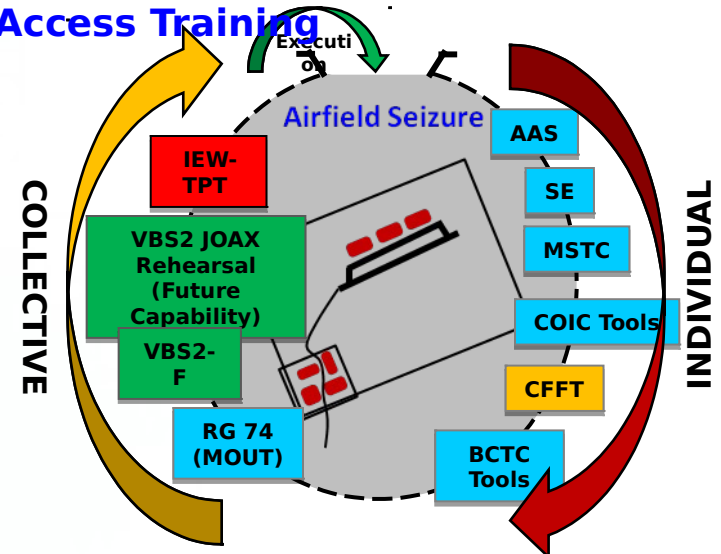 Access Training
Executi
on
Airfield Seizure
AAS
IEW-
TPT
SE
COLLECTIVE
INDIVIDUAL
VBS2 JOAX
Rehearsal
(Future
Capability)
MSTC
COIC Tools
VBS2-
F
CFFT
RG 74
(MOUT)
BCTC
Tools